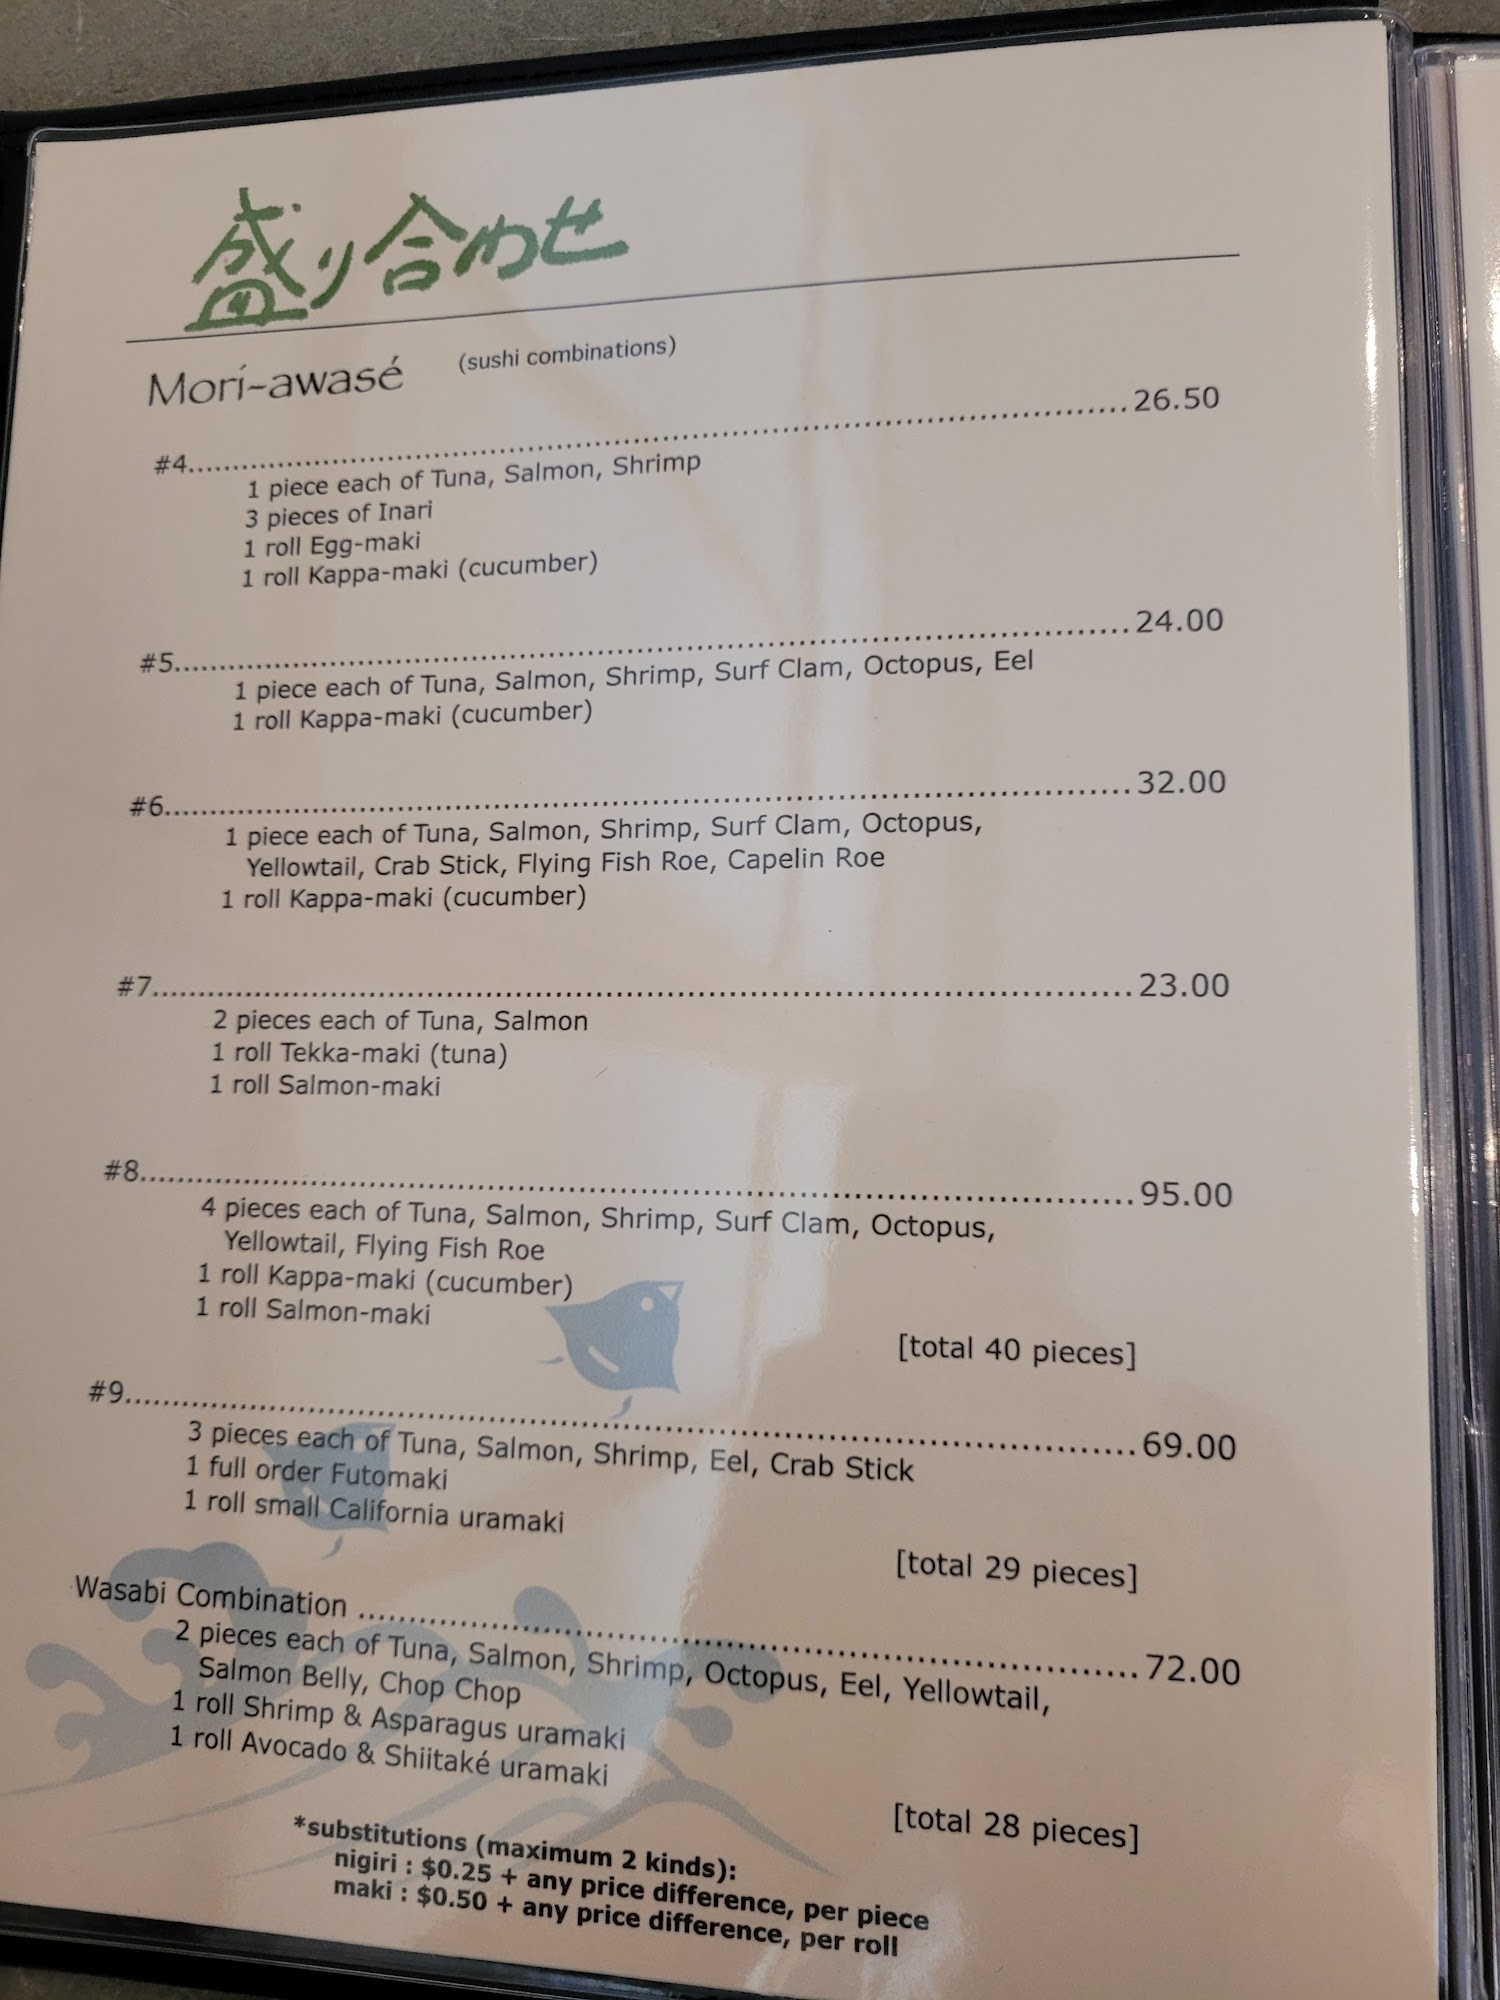 盛り合わせ
Mori-awasé (sushi combinations)
#4..........26.50
1 piece each of Tuna, Salmon, Shrimp
3 pieces of Inari
1 roll Egg-maki
1 roll Kappa-maki (cucumber)
#5..........24.00
1 piece each of Tuna, Salmon, Shrimp, Surf Clam, Octopus, Eel
1 roll Kappa-maki (cucumber)
#6..........32.00
1 piece each of Tuna, Salmon, Shrimp, Surf Clam, Octopus,
Yellowtail, Crab Stick, Flying Fish Roe, Capelin Roe
1 roll Kappa-maki (cucumber)
#7..........23.00
2 pieces each of Tuna, Salmon
1 roll Tekka-maki (tuna)
1 roll Salmon-maki
#8..........95.00
4 pieces each of Tuna, Salmon, Shrimp, Surf Clam, Octopus,
Yellowtail, Flying Fish Roe
1 roll Kappa-maki (cucumber)
1 roll Salmon-maki
[total 40 pieces]
#9..........69.00
3 pieces each of Tuna, Salmon, Shrimp, Eel, Crab Stick
1 full order Futomaki
1 roll small California uramaki
[total 29 pieces]
Wasabi Combination ..........72.00
2 pieces each of Tuna, Salmon, Shrimp, Octopus, Eel, Yellowtail,
Salmon Belly, Chop Chop
1 roll Shrimp & Asparagus uramaki
1 roll Avocado & Shiitaké uramaki
[total 28 pieces]
*substitutions (maximum 2 kinds):
nigiri : $0.25 + any price difference, per piece
maki : $0.50 + any price difference, per roll